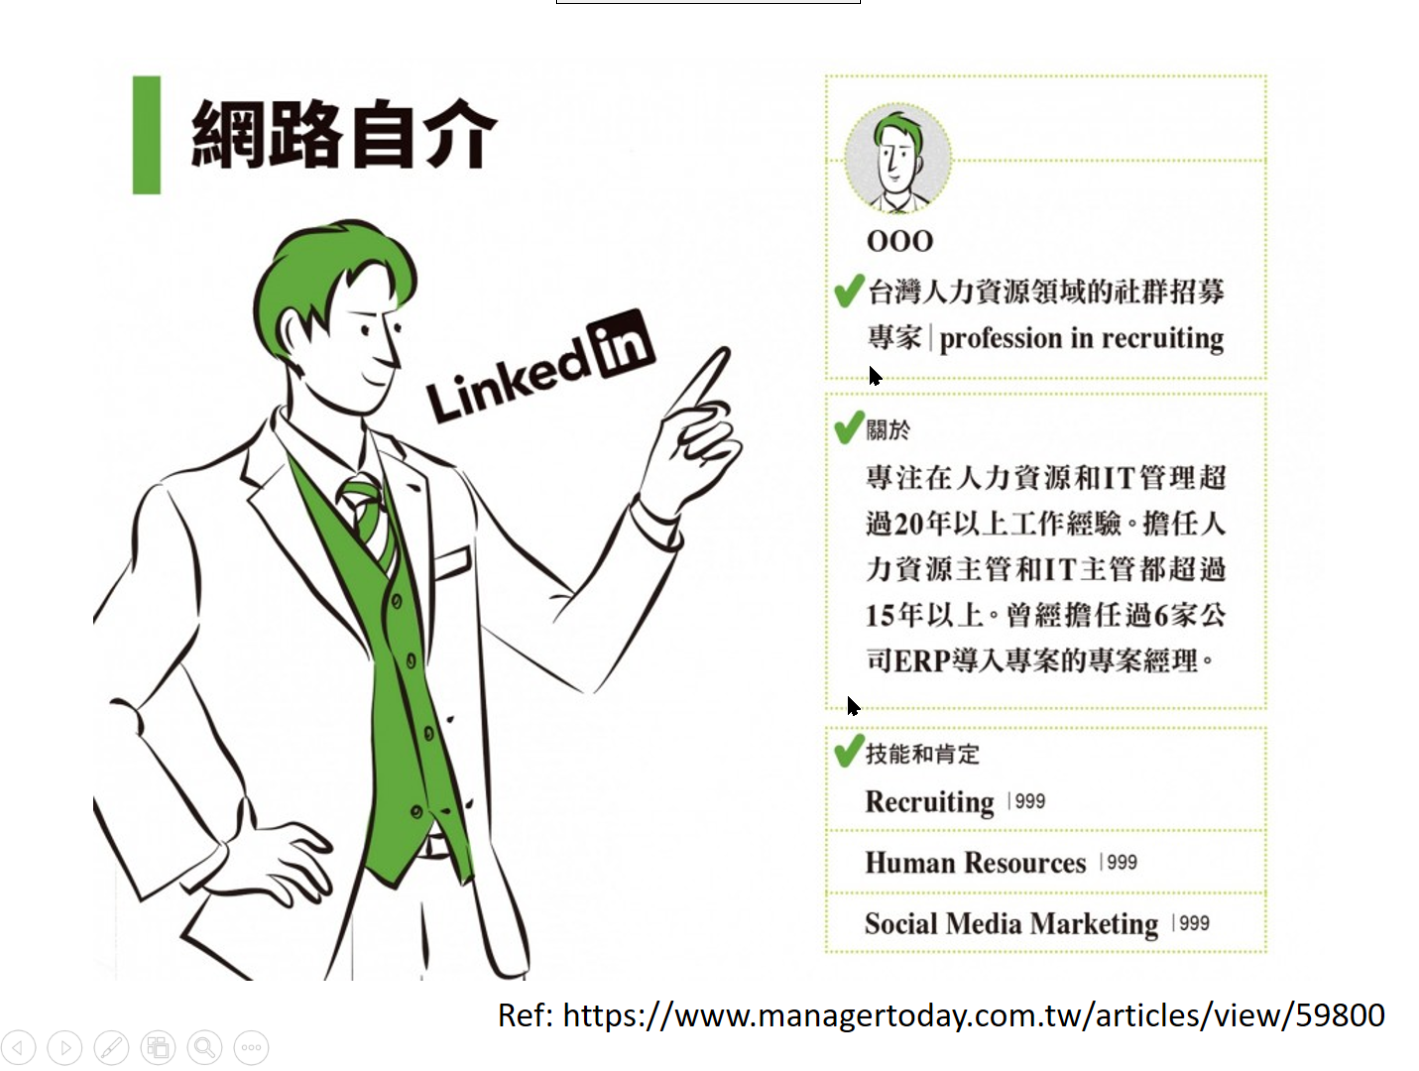 網路自介
Linked in
OOO
台灣人力資源領域的社群招募
專家|profession in recruiting
關於
專注在人力資源和IT管理超
過20年以上工作經驗。擔任人
力資源主管和IT主管都超過
15年以上。曾經擔任過6家公
司ERP導入專案的專案經理。
技能和肯定
Recruiting |999
Human Resources |999
Social Media Marketing |999
Ref: https://www.managertoday.com.tw/articles/view/59800